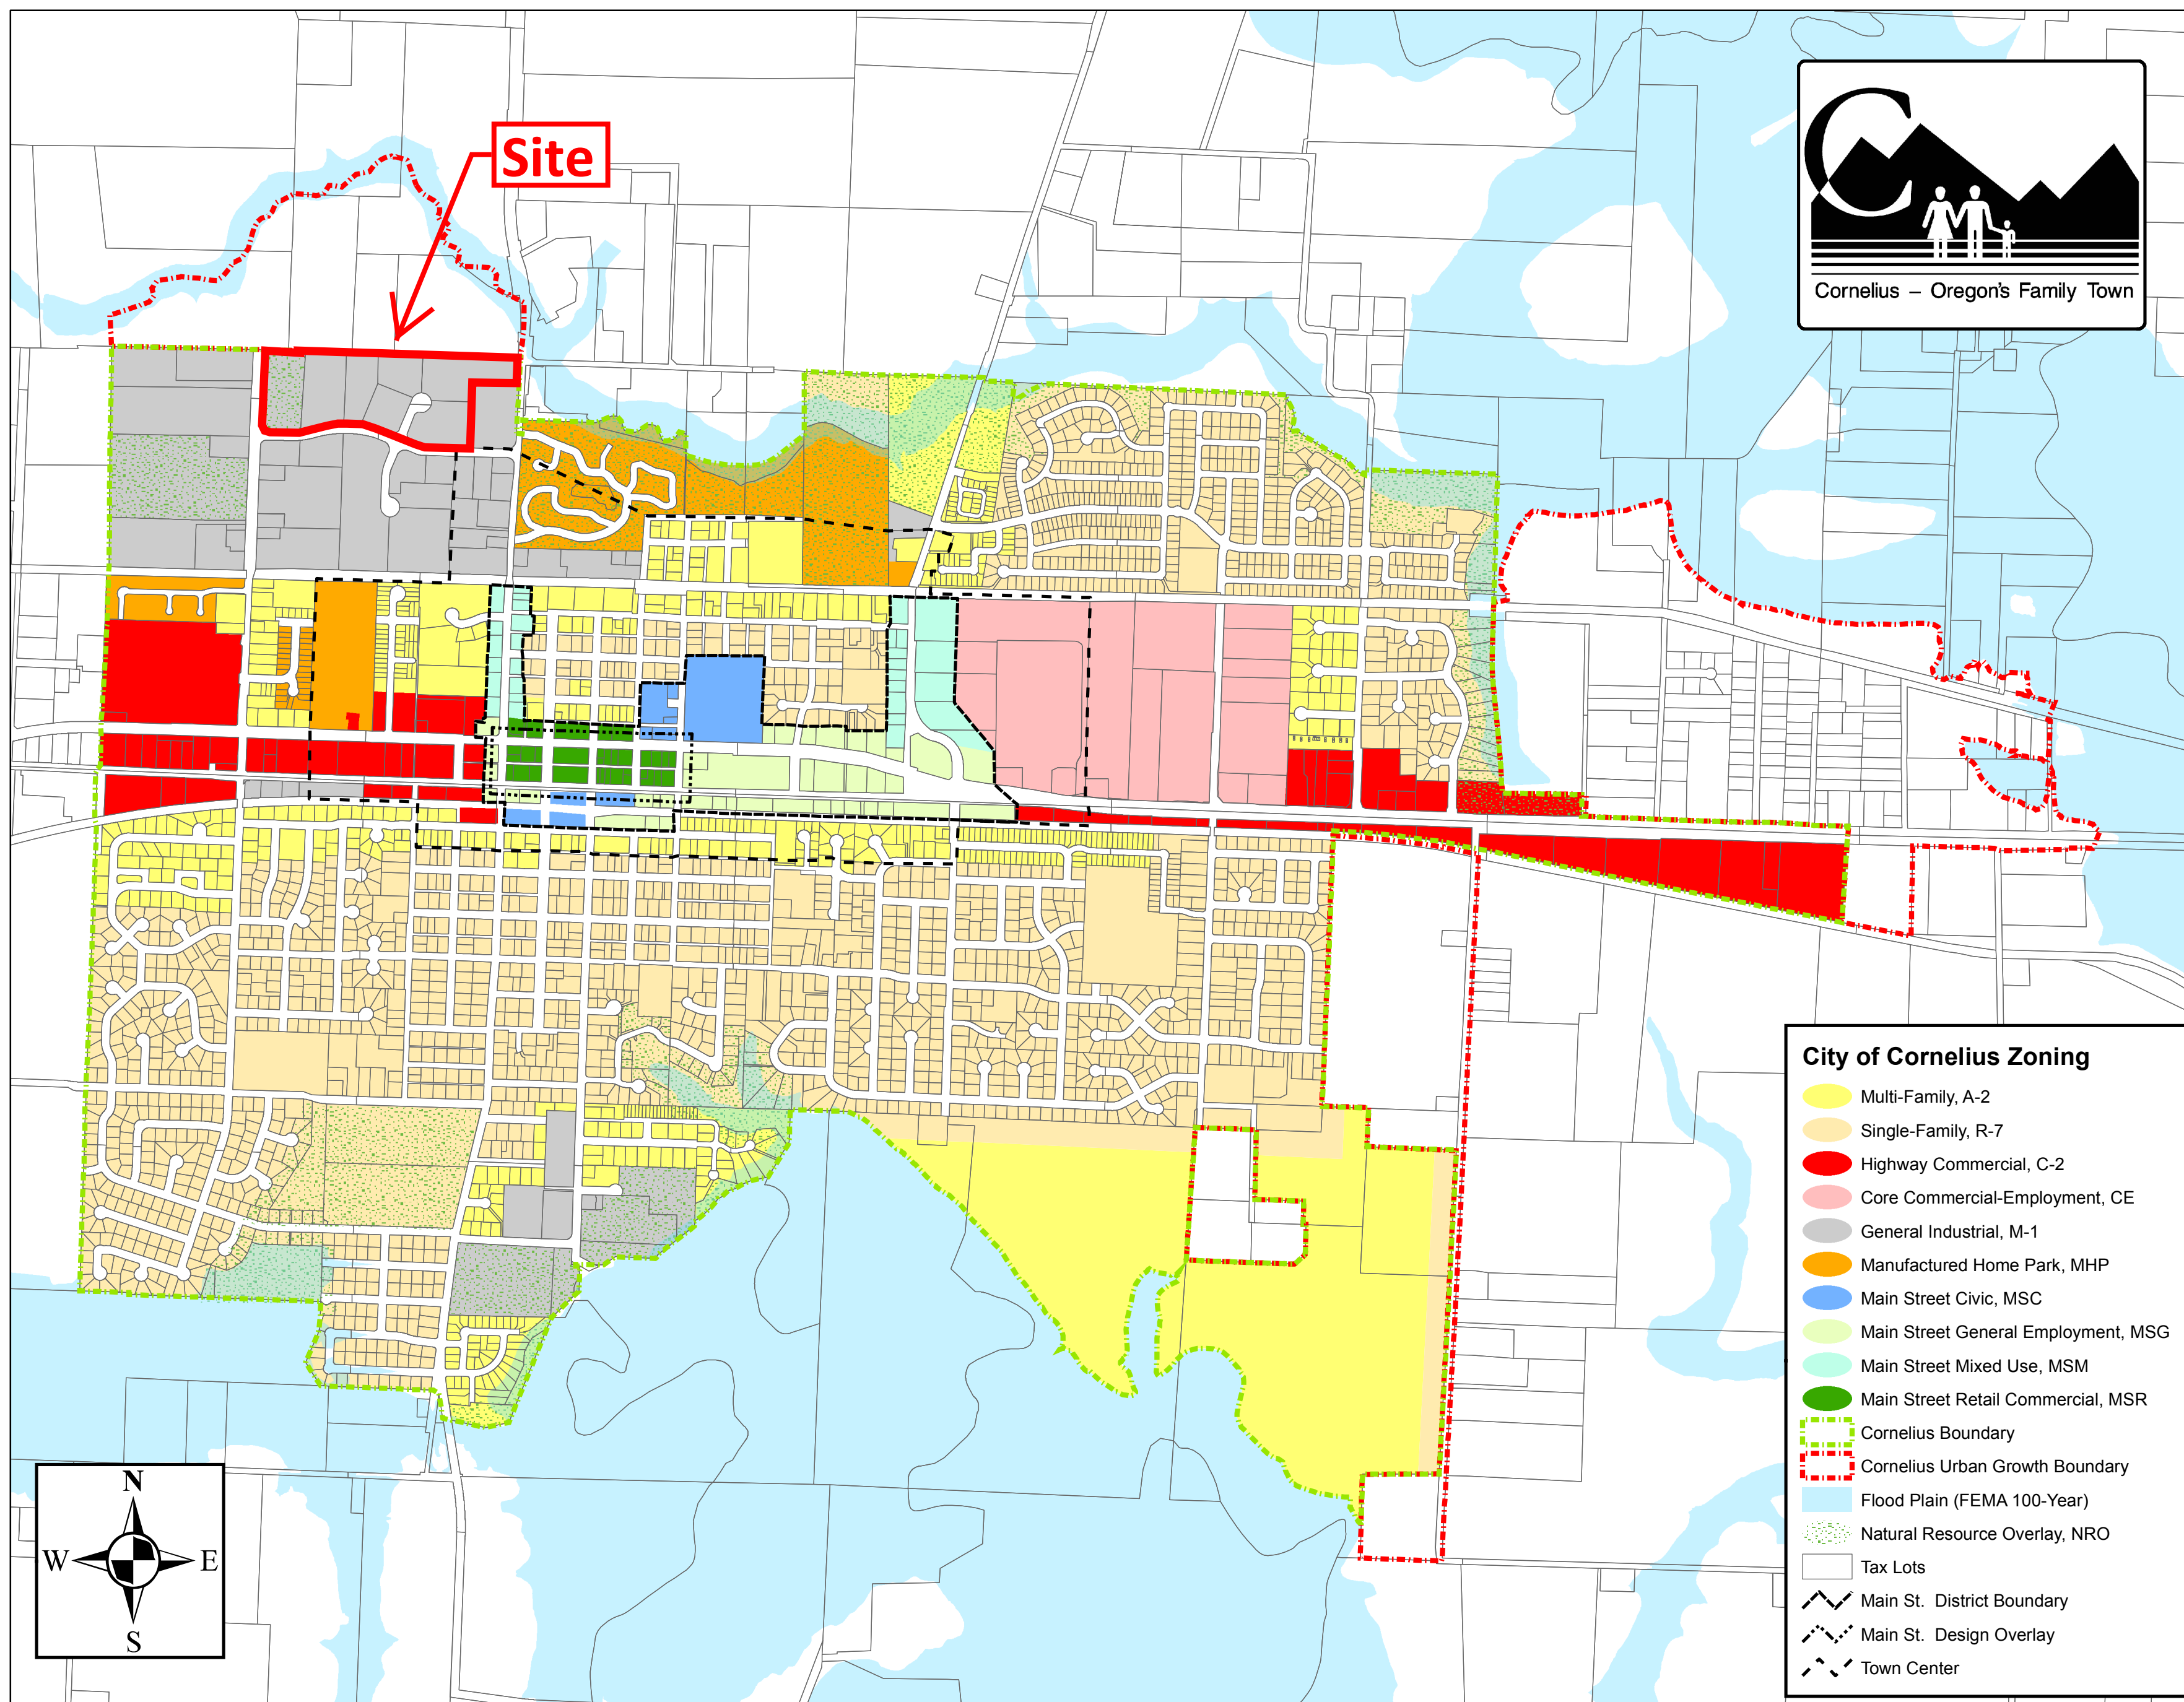 Site
C
Cornelius – Oregon's Family Town
City of Cornelius Zoning
Multi-Family, A-2
Single-Family, R-7
Highway Commercial, C-2
Core Commercial-Employment, CE
General Industrial, M-1
Manufactured Home Park, MHP
Main Street Civic, MSC
Main Street General Employment, MSG
Main Street Mixed Use, MSM
Main Street Retail Commercial, MSR
Cornelius Boundary
Cornelius Urban Growth Boundary
Flood Plain (FEMA 100-Year)
Natural Resource Overlay, NRO
Tax Lots
Main St. District Boundary
Main St. Design Overlay
Town Center
N
W E
S